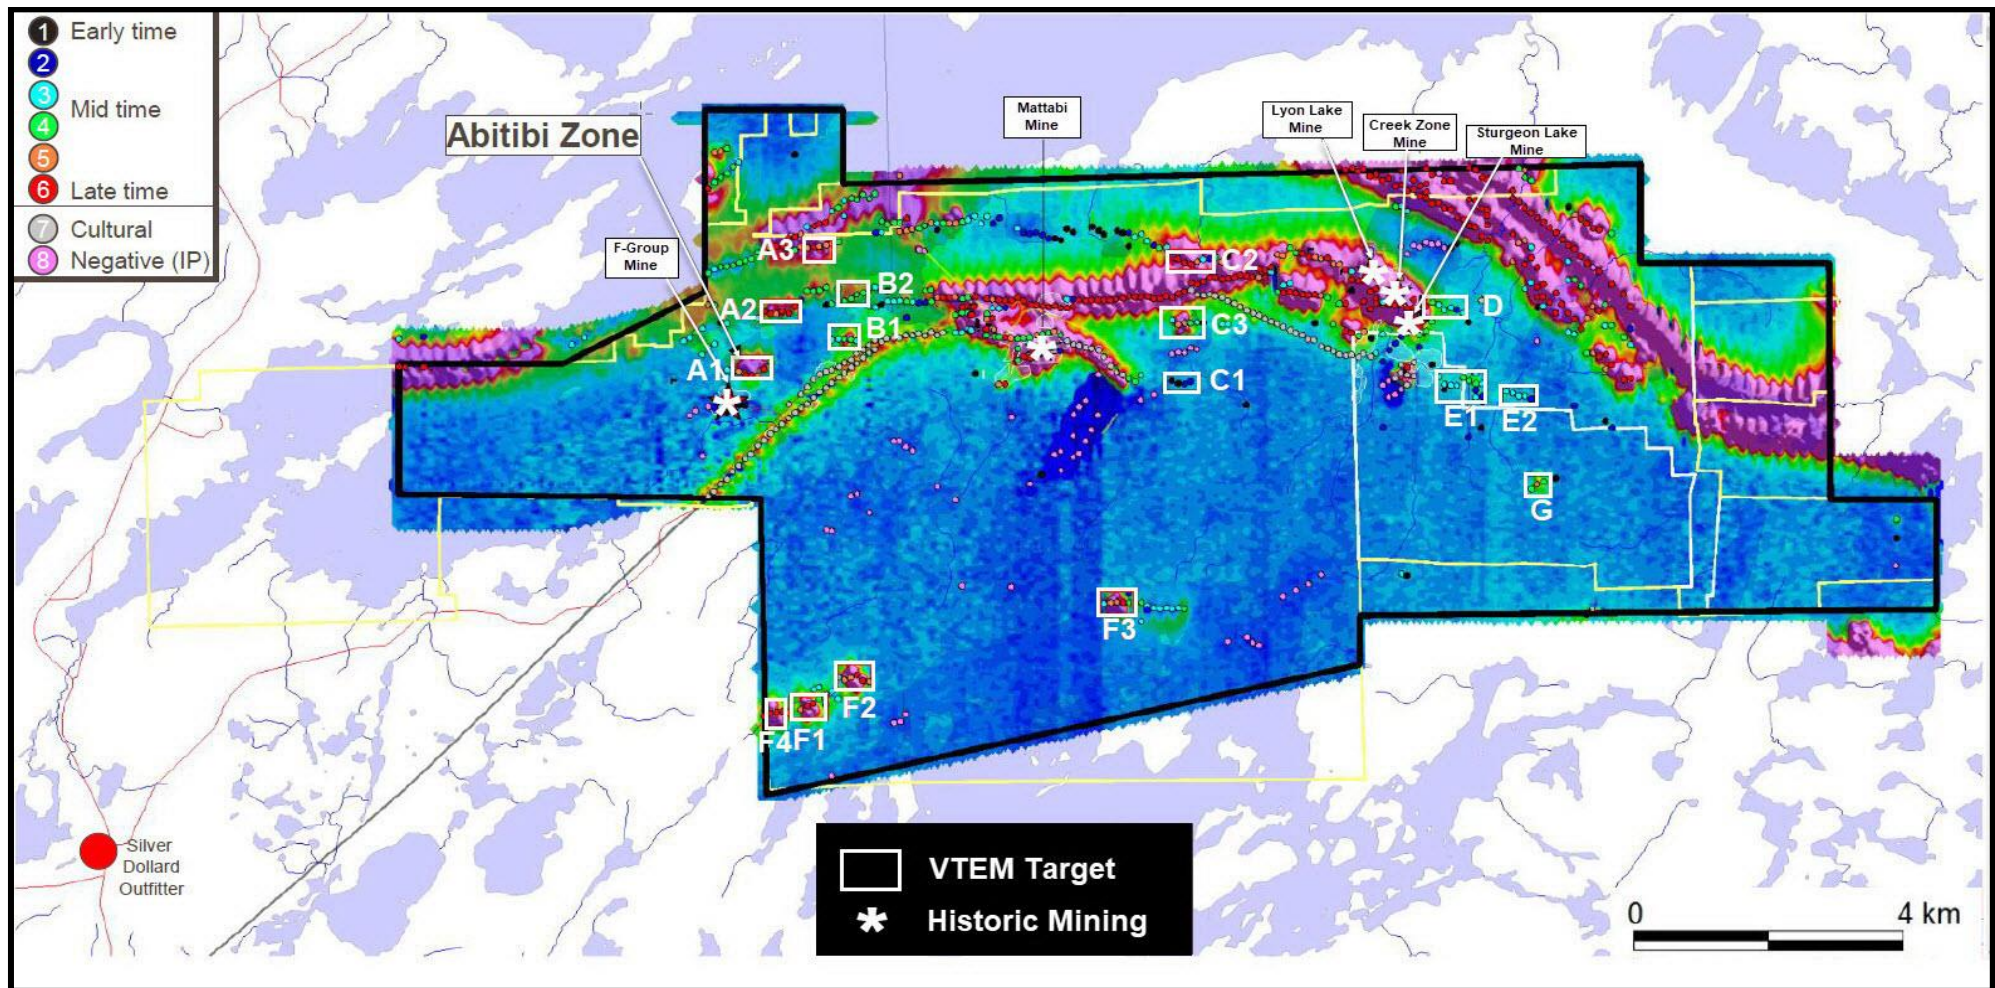 1 Early time
2
3
Mid time
4
5
6 Late time
7 Cultural
8 Negative (IP)
Abitibi Zone
F-Group
Mine
Mattabi
Mine
Lyon Lake
Mine
Creek Zone
Mine
Sturgeon Lake
Mine
A3
C2
B2
A2
D
B1
C3
A1
C1
E1
E2
G
F3
F2
F4
F1
Silver
Dollard
Outfitter
VTEM Target
Historic Mining
0 4 km